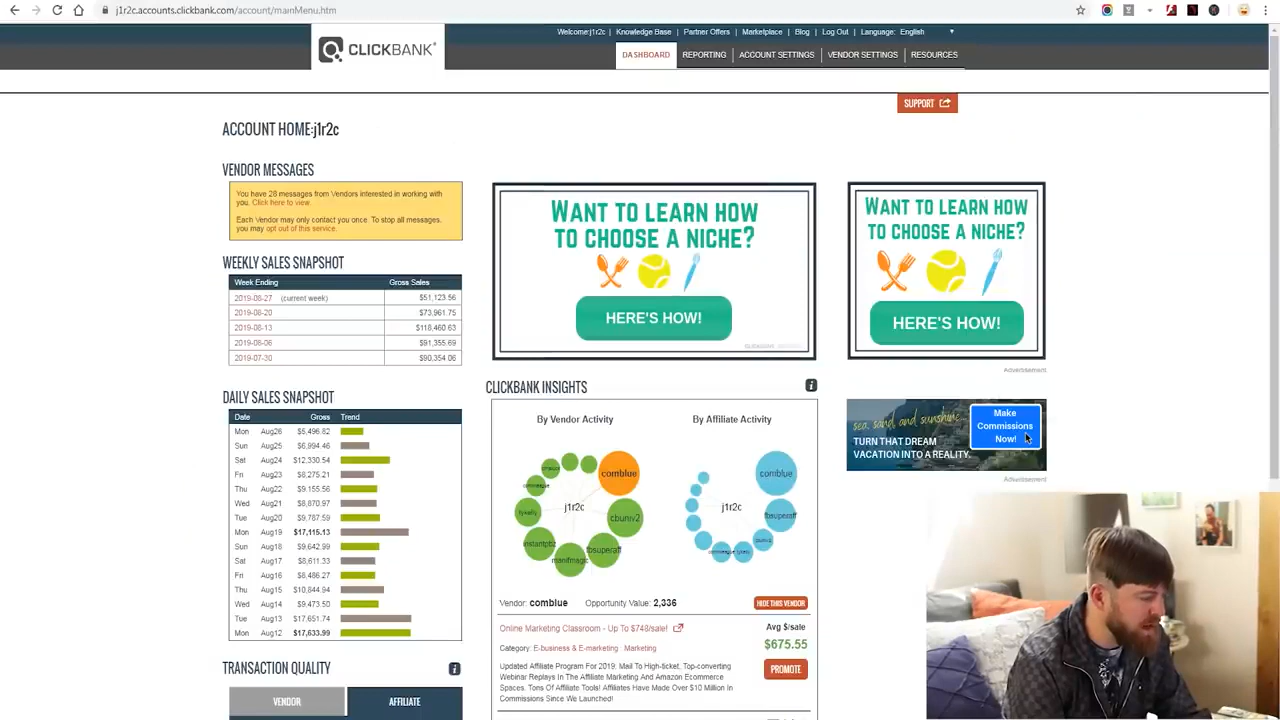 j1r2c.accounts.clickbank.com/account/mainMenu.htm
Welcome:j1r2c | Knowledge Base | Partner Offers | Marketplace | Blog | Log Out | Language: English
CLICKBANK
DASHBOARD REPORTING ACCOUNT SETTINGS VENDOR SETTINGS RESOURCES
SUPPORT
ACCOUNT HOME:j1r2c
VENDOR MESSAGES
You have 28 messages from Vendors interested in working with
you. Click here to view.
Each Vendor may only contact you once. To stop all messages,
you may opt out of this service.
WEEKLY SALES SNAPSHOT
Week Ending Gross Sales
2019-08-27 (current week) $51,123.56
2019-08-20 $73,961.75
2019-08-13 $118,460.63
2019-08-06 $91,355.69
2019-07-30 $90,354.06
DAILY SALES SNAPSHOT
Date Gross Trend
Mon Aug26 $5,496.82
Sun Aug25 $6,994.46
Sat Aug24 $12,330.54
Fri Aug23 $8,275.21
Thu Aug22 $9,155.56
Wed Aug21 $8,870.97
Tue Aug20 $9,787.59
Mon Aug19 $17,115.13
Sun Aug18 $9,642.99
Sat Aug17 $8,611.33
Fri Aug16 $8,486.27
Thu Aug15 $10,844.94
Wed Aug14 $9,473.50
Tue Aug13 $17,651.74
Mon Aug12 $17,633.99
TRANSACTION QUALITY
VENDOR AFFILIATE
WANT TO LEARN HOW
TO CHOOSE A NICHE?
HERE'S HOW!
CLICKBANK
CLICKBANK INSIGHTS
By Vendor Activity By Affiliate Activity
comblue
j1r2c
cbuniv2
fbsuperaff
manifmagic
instantptbz
tykelly
comblue
j1r2c
fbsuperaff
Vendor: comblue Opportunity Value: 2,336
HIDE THIS VENDOR
Online Marketing Classroom - Up To $748/sale!
Category: E-business & E-marketing Marketing
Avg $/sale
$675.55
PROMOTE
Updated Affiliate Program For 2019: Mail To High-ticket, Top-converting
Webinar Replays In The Affiliate Marketing And Amazon Ecommerce
Spaces. Tons Of Affiliate Tools! Affiliates Have Made Over $10 Million In
Commissions Since We Launched!
WANT TO LEARN HOW
TO CHOOSE A NICHE?
HERE'S HOW!
Advertisement
sea, sand, and sunshine
TURN THAT DREAM
VACATION INTO A REALITY.
Make
Commissions
Now!
Advertisement